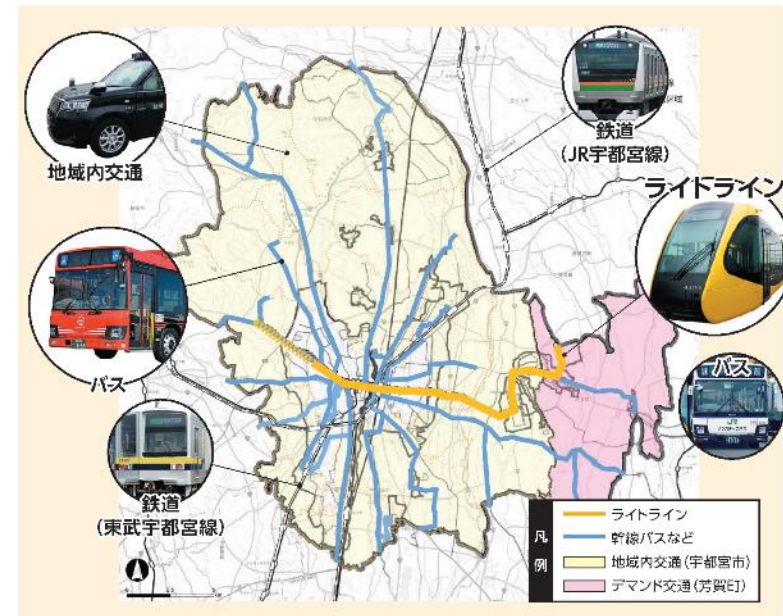 地域内交通
鉄道
(JR宇都宮線)
ライトライン
バス
バス
鉄道
(東武宇都宮線)
凡例
ライトライン
幹線バスなど
地域内交通(宇都宮市)
デマンド交通(芳賀町)